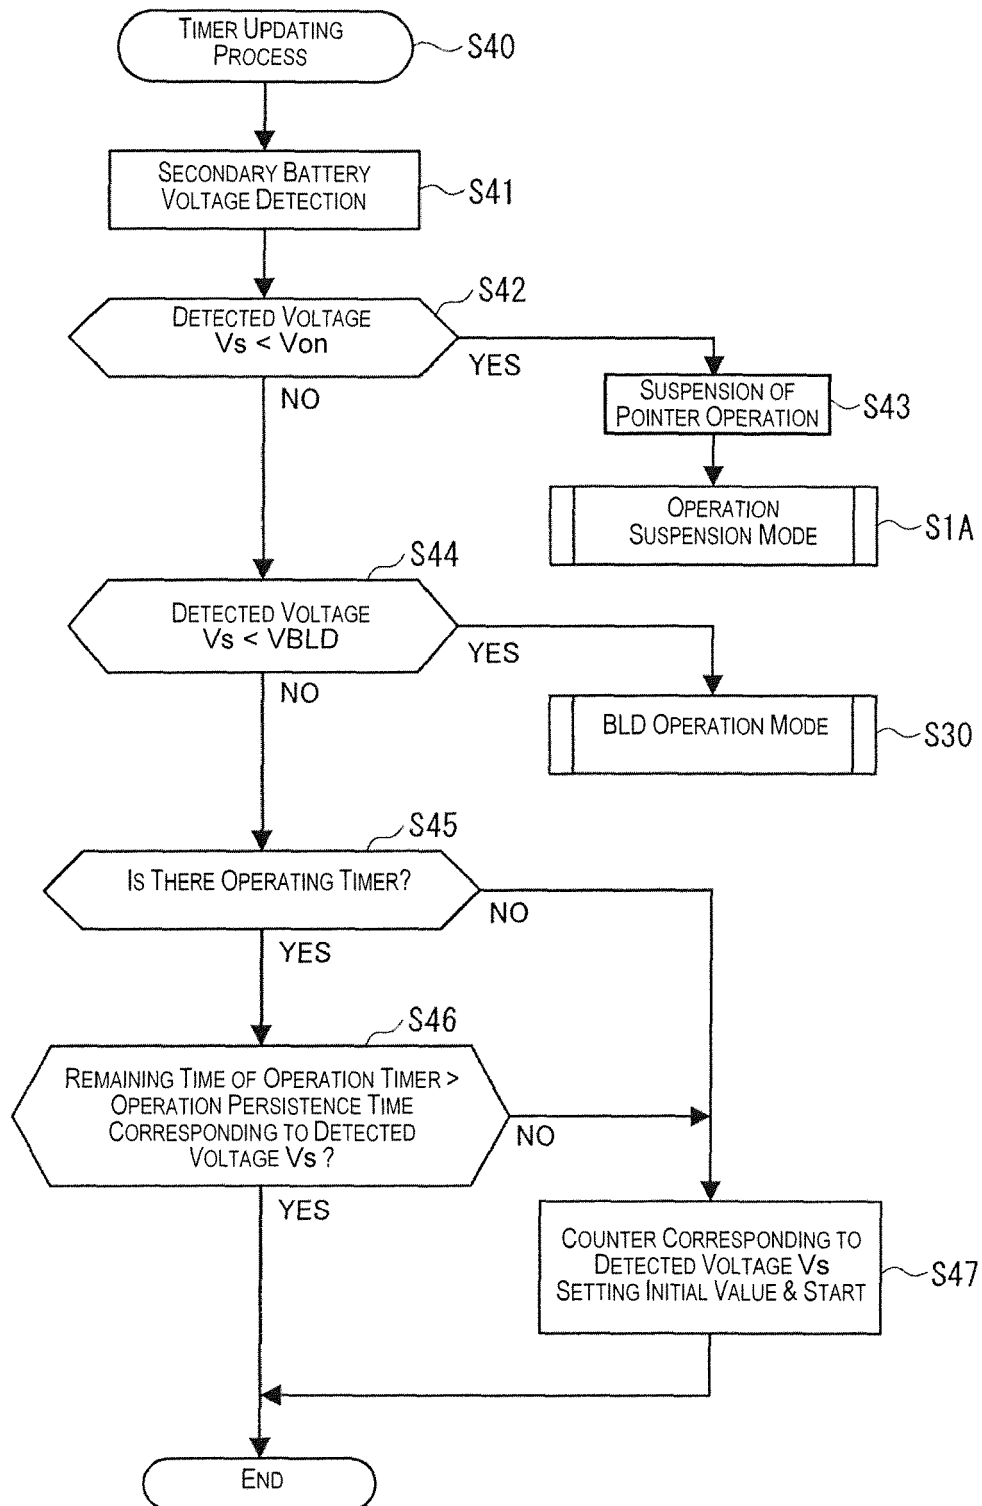 TIMER UPDATING
PROCESS
S40
SECONDARY BATTERY
VOLTAGE DETECTION
S41
S42
DETECTED VOLTAGE
Vs < Von
YES
NO
SUSPENSION OF
POINTER OPERATION
S43
OPERATION
SUSPENSION MODE
S1A
S44
DETECTED VOLTAGE
Vs < VBLD
YES
NO
BLD OPERATION MODE
S30
S45
IS THERE OPERATING TIMER?
NO
YES
S46
REMAINING TIME OF OPERATION TIMER >
OPERATION PERSISTENCE TIME
CORRESPONDING TO DETECTED
VOLTAGE Vs ?
NO
YES
COUNTER CORRESPONDING TO
DETECTED VOLTAGE Vs
SETTING INITIAL VALUE & START
S47
END